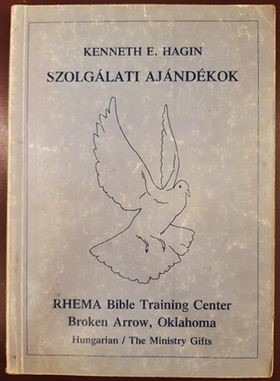 KENNETH E. HAGIN
SZOLGÁLATI AJÁNDÉKOK
RHEMA Bible Training Center
Broken Arrow, Oklahoma
Hungarian / The Ministry Gifts